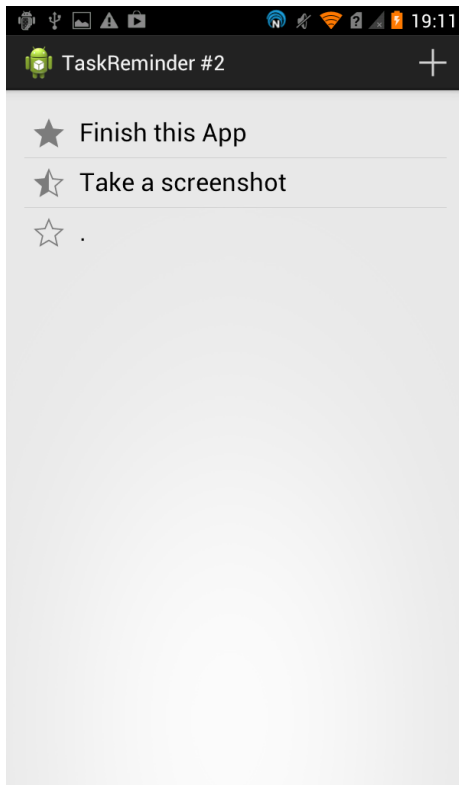 19:11
TaskReminder #2
Finish this App
Take a screenshot
.